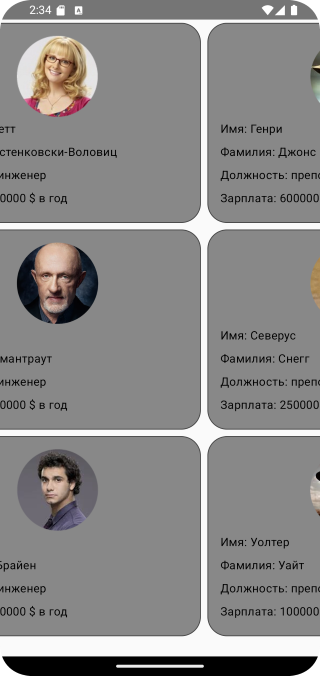 2:34
етт
Имя: Генри
стенковски-Воловиц
Фамилия: Джонс
инженер
Должность: препо
0000 $ в год
Зарплата: 600000
Имя: Северус
мантраут
Фамилия: Снегг
инженер
Должность: препо
0000 $ в год
Зарплата: 250000
Имя: Уолтер
Брайен
Фамилия: Уайт
инженер
Должность: препо
0000 $ в год
Зарплата: 100000